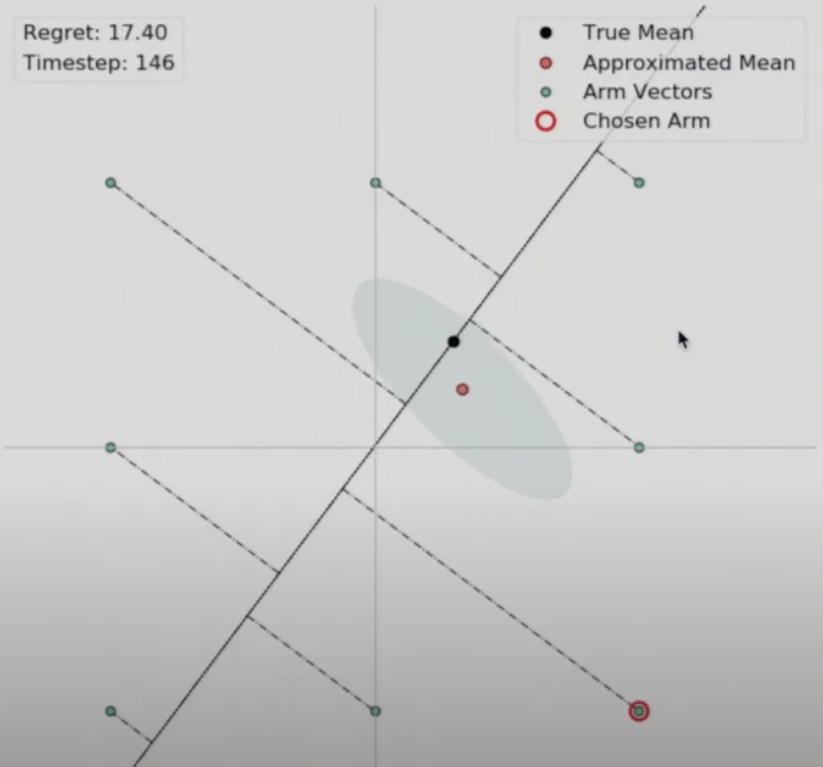 Regret: 17.40
Timestep: 146
True Mean
Approximated Mean
Arm Vectors
Chosen Arm